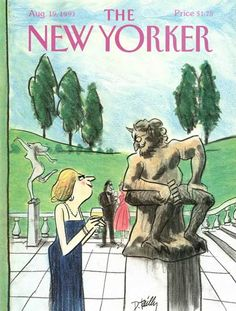 Aug. 19, 1991
THE
Price $1.75
NEW YORKER